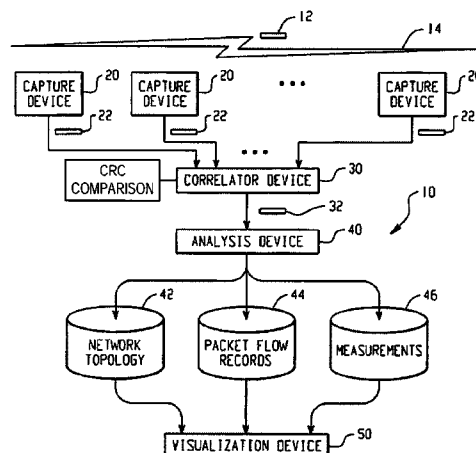 12
14
20
20
20
CAPTURE
DEVICE
CAPTURE
DEVICE
CAPTURE
DEVICE
22
22
22
CRC
COMPARISON
CORRELATOR DEVICE
30
32
10
ANALYSIS DEVICE
40
42
44
46
NETWORK
TOPOLOGY
PACKET FLOW
RECORDS
MEASUREMENTS
VISUALIZATION DEVICE
50